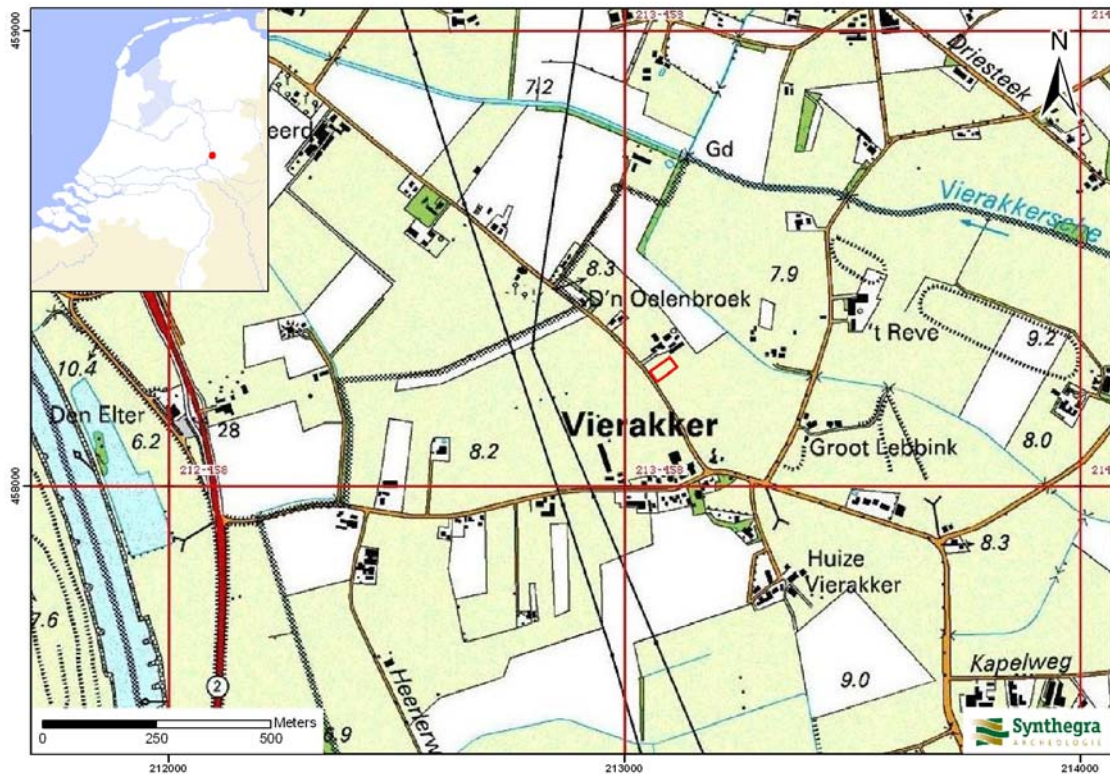 459000
213-458
N
Driesteek
7.2
eerd
Gd
Vierakkersche
8.3
7.9
D'n Oelenbroek
't Reve
9.2
10.4
Den Elter
6.2
28
Vierakker
8.2
Groot Lebbink
8.0
458000
212-458
213-458
214
8.3
Huize
Vierakker
7.6
2
Heerlerw
9.0
Kapelweg
6.9
Meters
0 250 500
Synthegra
ARCHEOLOGIE
212000
213000
214000